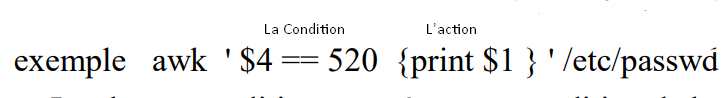 La Condition L'action
exemple awk ' $4 == 520 {print $1 } ' /etc/passwd